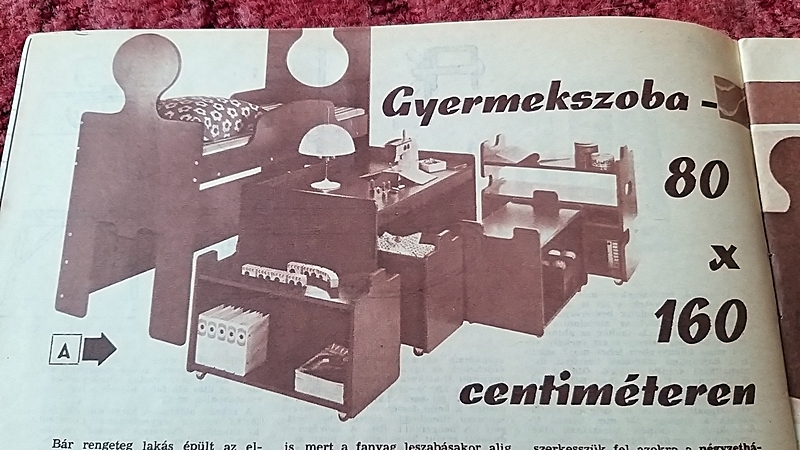 Gyermekszoba –
80
x
160
centiméteren
A
Bár rengeteg lakás épült az el-
is mert a fanyag leszabásakor alig
szerkesszük fel azokra a négyzethá-